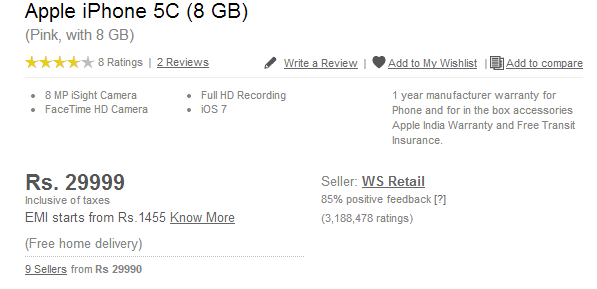 Apple iPhone 5C (8 GB)
(Pink, with 8 GB)
8 Ratings | 2 Reviews
Write a Review | Add to My Wishlist | Add to compare
8 MP iSight Camera
FaceTime HD Camera
Full HD Recording
iOS 7
1 year manufacturer warranty for
Phone and for in the box accessories
Apple India Warranty and Free Transit
Insurance.
Rs. 29999
Inclusive of taxes
EMI starts from Rs.1455 Know More
(Free home delivery)
9 Sellers from Rs 29990
Seller: WS Retail
85% positive feedback [?]
(3,188,478 ratings)